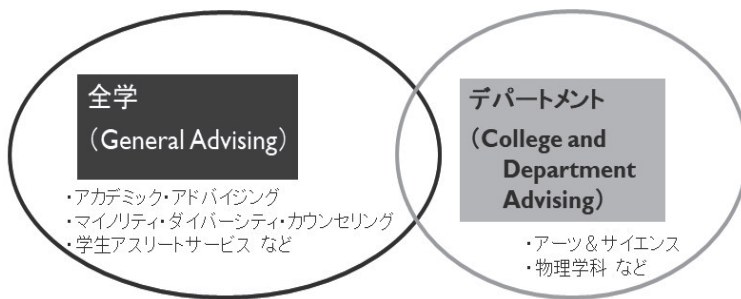 全学
(General Advising)
・アカデミック・アドバイジング
・マイノリティ・ダイバーシティ・カウンセリング
・学生アスリートサービス など
デパートメント
(College and
Department
Advising)
・アーツ＆サイエンス
・物理学科 など